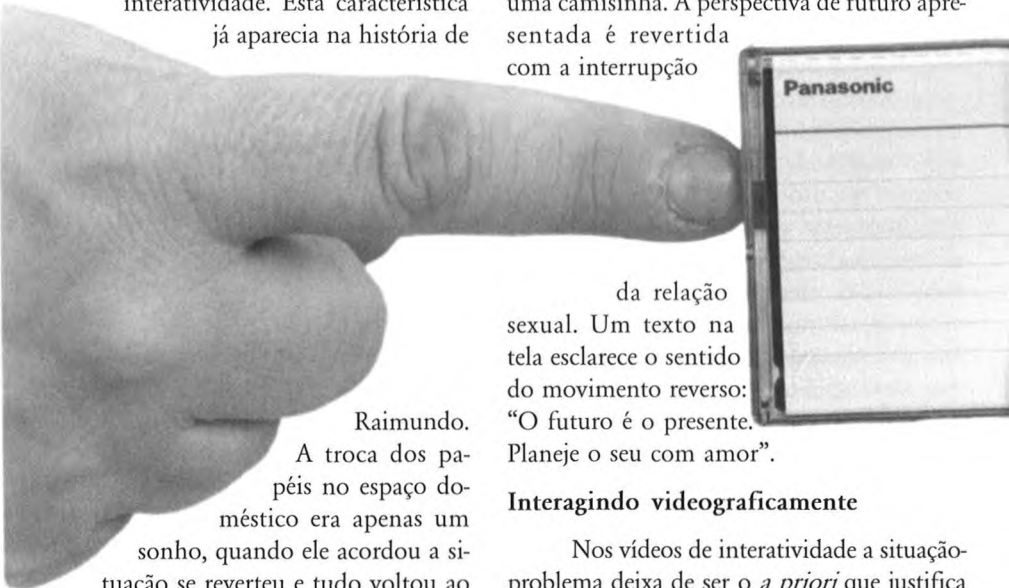 interatividade. Esta característica
já aparecia na história de
Raimundo.
A troca dos pa-
péis no espaço do-
méstico era apenas um
sonho, quando ele acordou a si-
tuação se reverteu e tudo voltou ao
uma camisinha. A perspectiva de futuro apre-
sentada é revertida
com a interrupção
da relação
sexual. Um texto na
tela esclarece o sentido
do movimento reverso:
“O futuro é o presente.
Planeje o seu com amor”.
Interagindo videograficamente
Nos vídeos de interatividade a situação-
problema deixa de ser o a priori que justifica
Panasonic